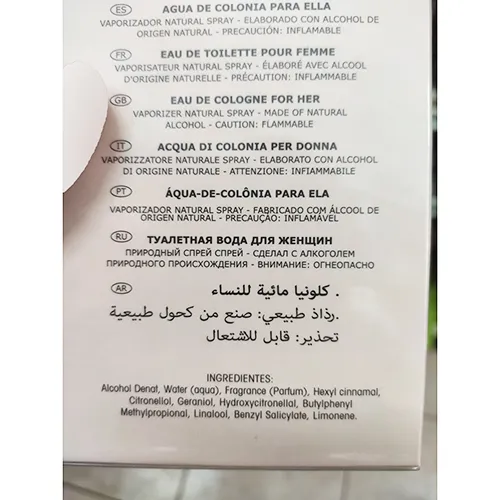 ES AGUA DE COLONIA PARA ELLA
VAPORIZADOR NATURAL SPRAY - ELABORADO CON ALCOHOL DE
ORIGEN NATURAL - PRECAUCIÓN: INFLAMABLE
FR EAU DE TOILETTE POUR FEMME
VAPORISATEUR NATURAL SPRAY - ÉLABORÉ AVEC ALCOOL
D'ORIGINE NATURELLE - PRÉCAUTION: INFLAMMABLE
GB EAU DE COLOGNE FOR HER
VAPORIZER NATURAL SPRAY - MADE OF NATURAL
ALCOHOL - CAUTION: FLAMMABLE
IT ACQUA DI COLONIA PER DONNA
VAPORIZZATORE NATURALE SPRAY - ELABORATO CON ALCOHOL
DI ORIGINE NATURALE - ATTENZIONE: INFIAMMABILE
PT ÁQUA-DE-COLÔNIA PARA ELA
VAPORIZADOR NATURAL SPRAY - FABRICADO COM ÁLCOOL DE
ORIGEN NATURAL - PRECAUÇÃO: INFLAMÁVEL
RU ТУАЛЕТНАЯ ВОДА ДЛЯ ЖЕНЩИН
ПРИРОДНЫЙ СПРЕЙ СПРЕЙ - СДЕЛАЛ С АЛКОГОЛЕМ
ПРИРОДНОГО ПРОИСХОЖДЕНИЯ - ВНИМАНИЕ: ОГНЕОПАСНО
AR . كلونيا مائية للنساء
.رذاذ طبيعي: صنع من كحول طبيعية
تحذير: قابل للاشتعال
INGREDIENTES:
Alcohol Denat, Water (aqua), Fragrance (Parfum), Hexyl cinnamal,
Citronellol, Geraniol, Hydroxycitronellal, Butylphenyl
Methylpropional, Linalool, Benzyl Salicylate, Limonene.